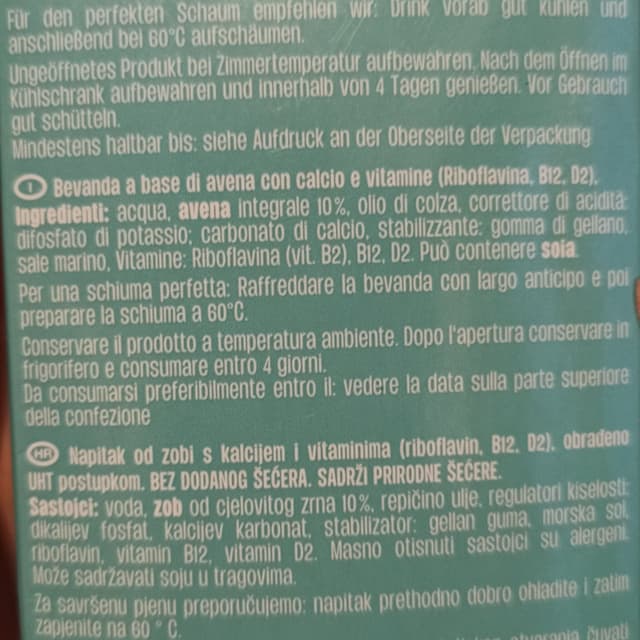 Für den perfekten Schaum empfehlen wir: Drink vorab gut kühlen und
anschließend bei 60°C aufschäumen.
Ungeöffnetes Produkt bei Zimmertemperatur aufbewahren. Nach dem Öffnen im
Kühlschrank aufbewahren und innerhalb von 4 Tagen genießen. Vor Gebrauch
gut schütteln.
Mindestens haltbar bis: siehe Aufdruck an der Oberseite der Verpackung
I Bevanda a base di avena con calcio e vitamine (Riboflavina, B12, D2).
Ingredienti: acqua, avena integrale 10%, olio di colza, correttore di acidità:
difosfato di potassio; carbonato di calcio, stabilizzante: gomma di gellano,
sale marino, Vitamine: Riboflavina (vit. B2), B12, D2. Può contenere soia.
Per una schiuma perfetta: Raffreddare la bevanda con largo anticipo e poi
preparare la schiuma a 60°C.
Conservare il prodotto a temperatura ambiente. Dopo l'apertura conservare in
frigorifero e consumare entro 4 giorni.
Da consumarsi preferibilmente entro il: vedere la data sulla parte superiore
della confezione
HR Napitak od zobi s kalcijem i vitaminima (riboflavin, B12, D2), obrađeno
UHT postupkom. BEZ DODANOG ŠEĆERA. SADRŽI PRIRODNE ŠEĆERE.
Sastojci: voda, zob od cjelovitog zrna 10%, repičino ulje, regulatori kiselosti:
dikalijev fosfat, kalcijev karbonat, stabilizator: gellan guma, morska sol,
riboflavin, vitamin B12, vitamin D2. Masno otisnuti sastojci su alergeni.
Može sadržavati soju u tragovima.
Za savršenu pjenu preporučujemo: napitak prethodno dobro ohladite i zatim
zapjenite na 60 °C.
otvaranja čuvati